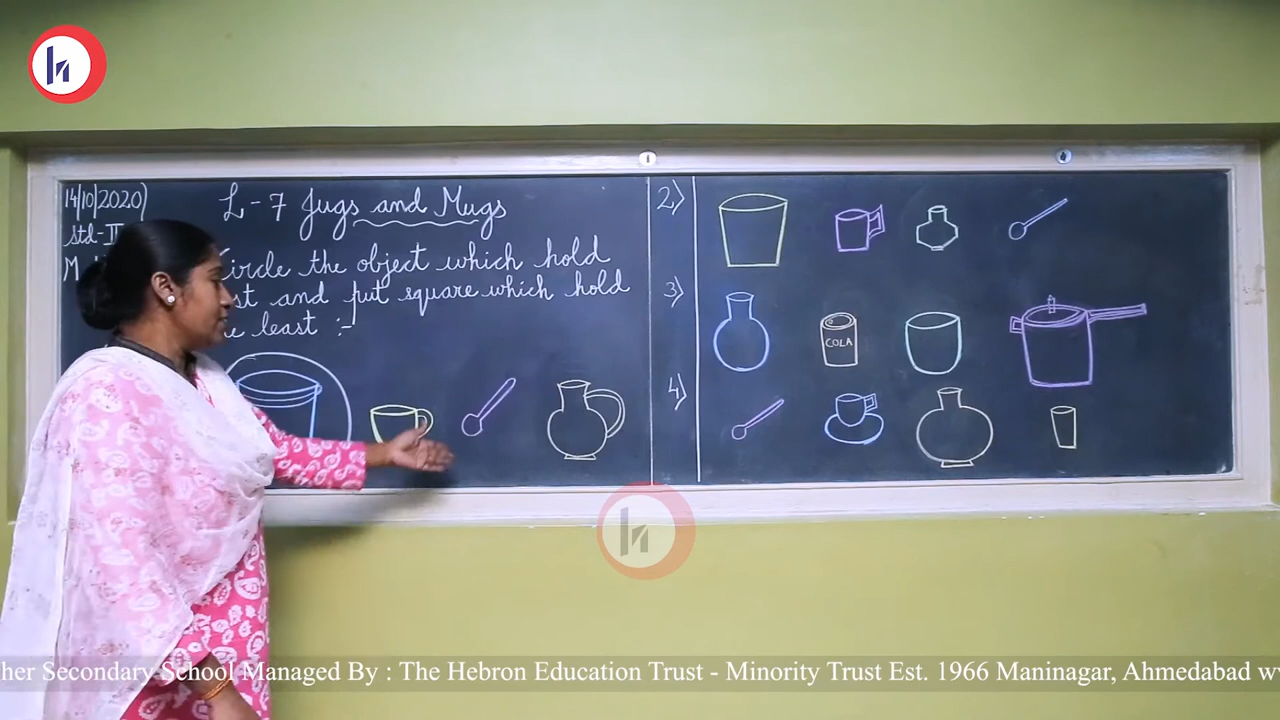 14/10/2020)
Std-II
L - 7 Jugs and Mugs
Circle the object which hold
and put square which hold
least :-
2)
3)
COLA
4)
Secondary School Managed By : The Hebron Education Trust - Minority Trust Est. 1966 Maninagar, Ahmedabad